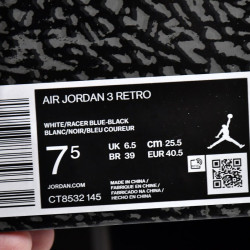 AIR JORDAN 3 RETRO
WHITE/RACER BLUE-BLACK
BLANC/NOIR/BLEU COUREUR
7.5
UK 6.5 cm 25.5
BR 39 EUR 40.5
JORDAN.COM
CT8532 145
MADE IN CHINA /
FABRIQUÉ EN CHINE /
FABRICADO NA CHINA /
HECHO EN CHINA